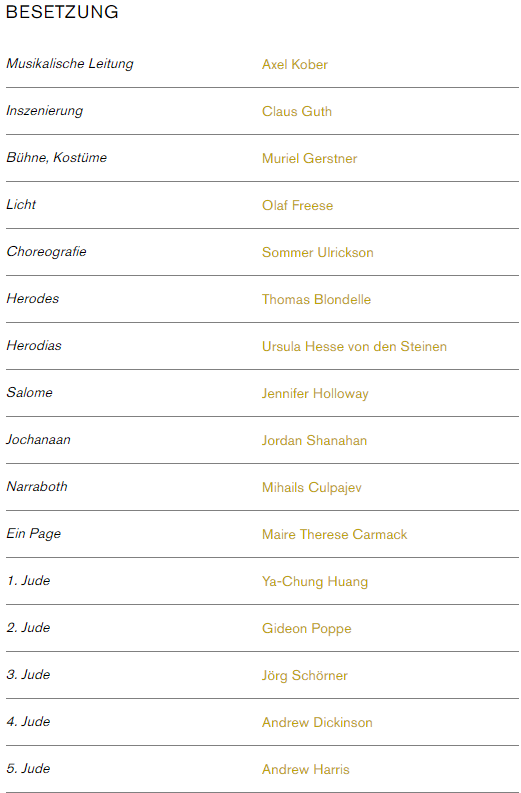 BESETZUNG
Musikalische Leitung Axel Kober
Inszenierung Claus Guth
Bühne, Kostüme Muriel Gerstner
Licht Olaf Freese
Choreografie Sommer Ulrickson
Herodes Thomas Blondelle
Herodias Ursula Hesse von den Steinen
Salome Jennifer Holloway
Jochanaan Jordan Shanahan
Narraboth Mihails Culpajev
Ein Page Maire Therese Carmack
1. Jude Ya-Chung Huang
2. Jude Gideon Poppe
3. Jude Jörg Schörner
4. Jude Andrew Dickinson
5. Jude Andrew Harris